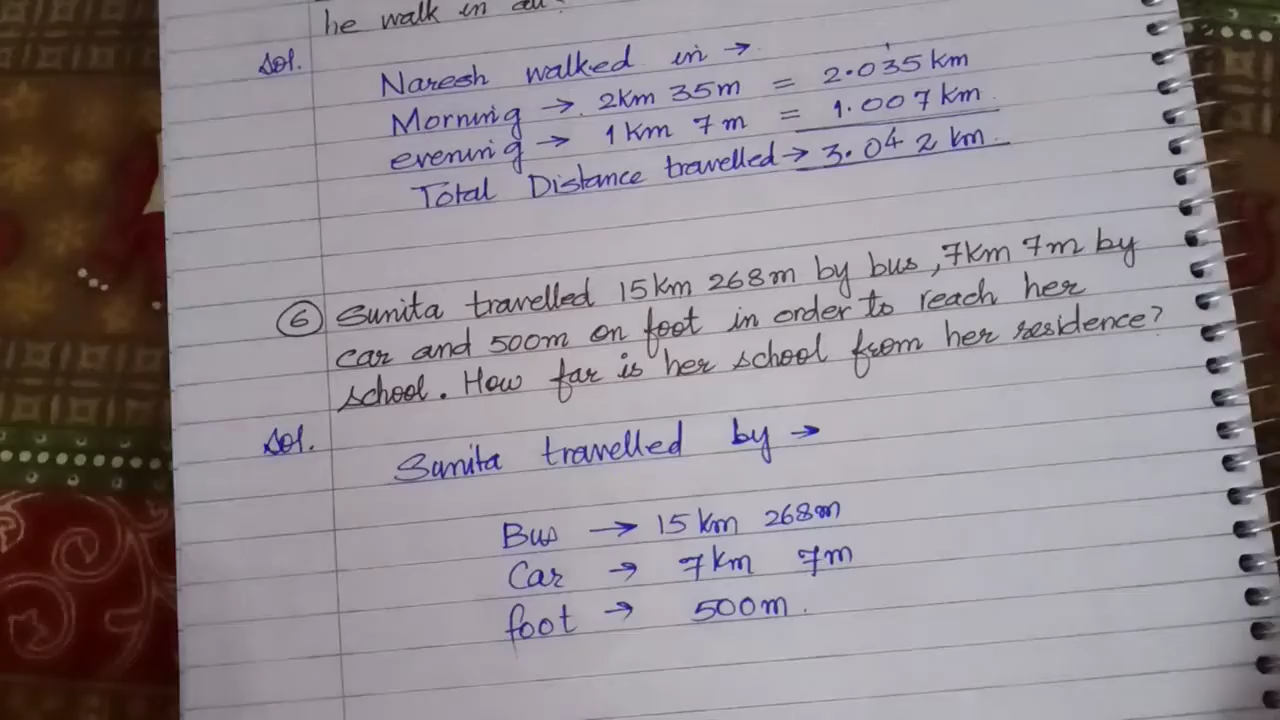 he walk in all.
Sol.
Naresh walked in →
Morning → 2Km 35m = 2.035 km
evening → 1 Km 7m = 1.007 km
Total Distance travelled → 3.042 km
6 Sunita travelled 15km 268m by bus, 7km 7m by
car and 500m on foot in order to reach her
school. How far is her school from her residence?
Sol.
Sunita travelled by →
Bus → 15 km 268m
Car → 7km 7m
foot → 500m.